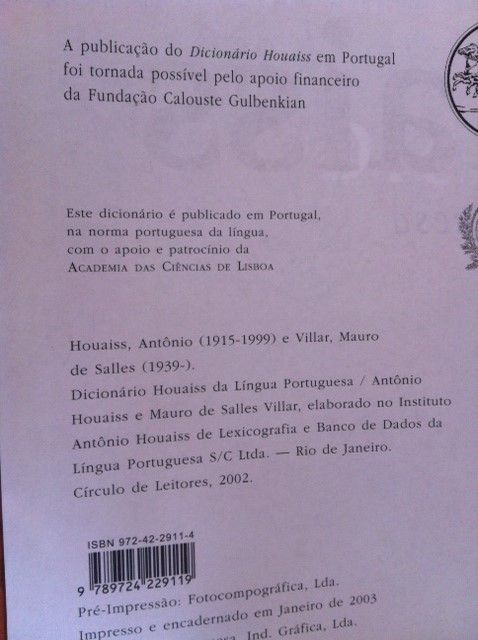 A publicação do Dicionário Houaiss em Portugal
foi tornada possível pelo apoio financeiro
da Fundação Calouste Gulbenkian
Este dicionário é publicado em Portugal,
na norma portuguesa da língua,
com o apoio e patrocínio da
ACADEMIA DAS CIÊNCIAS DE LISBOA
Houaiss, Antônio (1915-1999) e Villar, Mauro
de Salles (1939-).
Dicionário Houaiss da Língua Portuguesa / Antônio
Houaiss e Mauro de Salles Villar, elaborado no Instituto
Antônio Houaiss de Lexicografia e Banco de Dados da
Língua Portuguesa S/C Ltda. — Rio de Janeiro.
Círculo de Leitores, 2002.
ISBN 972-42-2911-4
9 789724 229119
Pré-Impressão: Fotocompográfica, Lda.
Impresso e encadernado em Janeiro de 2003
Ind. Gráfica, Lda.